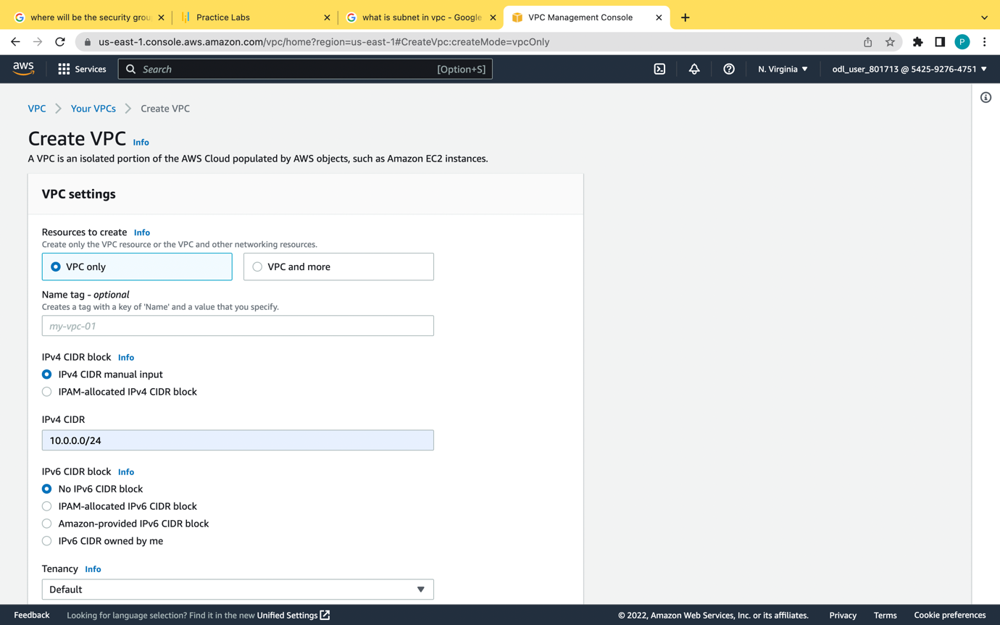 where will be the security grou
Practice Labs
what is subnet in vpc - Google
VPC Management Console
us-east-1.console.aws.amazon.com/vpc/home?region=us-east-1#CreateVpc:createMode=vpcOnly
P
aws
Services
Search
[Option+S]
N. Virginia
odl_user_801713 @ 5425-9276-4751
VPC
Your VPCs
Create VPC
Create VPC Info
A VPC is an isolated portion of the AWS Cloud populated by AWS objects, such as Amazon EC2 instances.
VPC settings
Resources to create Info
Create only the VPC resource or the VPC and other networking resources.
VPC only
VPC and more
Name tag - optional
Creates a tag with a key of 'Name' and a value that you specify.
my-vpc-01
IPv4 CIDR block Info
IPv4 CIDR manual input
IPAM-allocated IPv4 CIDR block
IPv4 CIDR
10.0.0.0/24
IPv6 CIDR block Info
No IPv6 CIDR block
IPAM-allocated IPv6 CIDR block
Amazon-provided IPv6 CIDR block
IPv6 CIDR owned by me
Tenancy Info
Default
Feedback
Looking for language selection? Find it in the new Unified Settings
© 2022, Amazon Web Services, Inc. or its affiliates.
Privacy
Terms
Cookie preferences